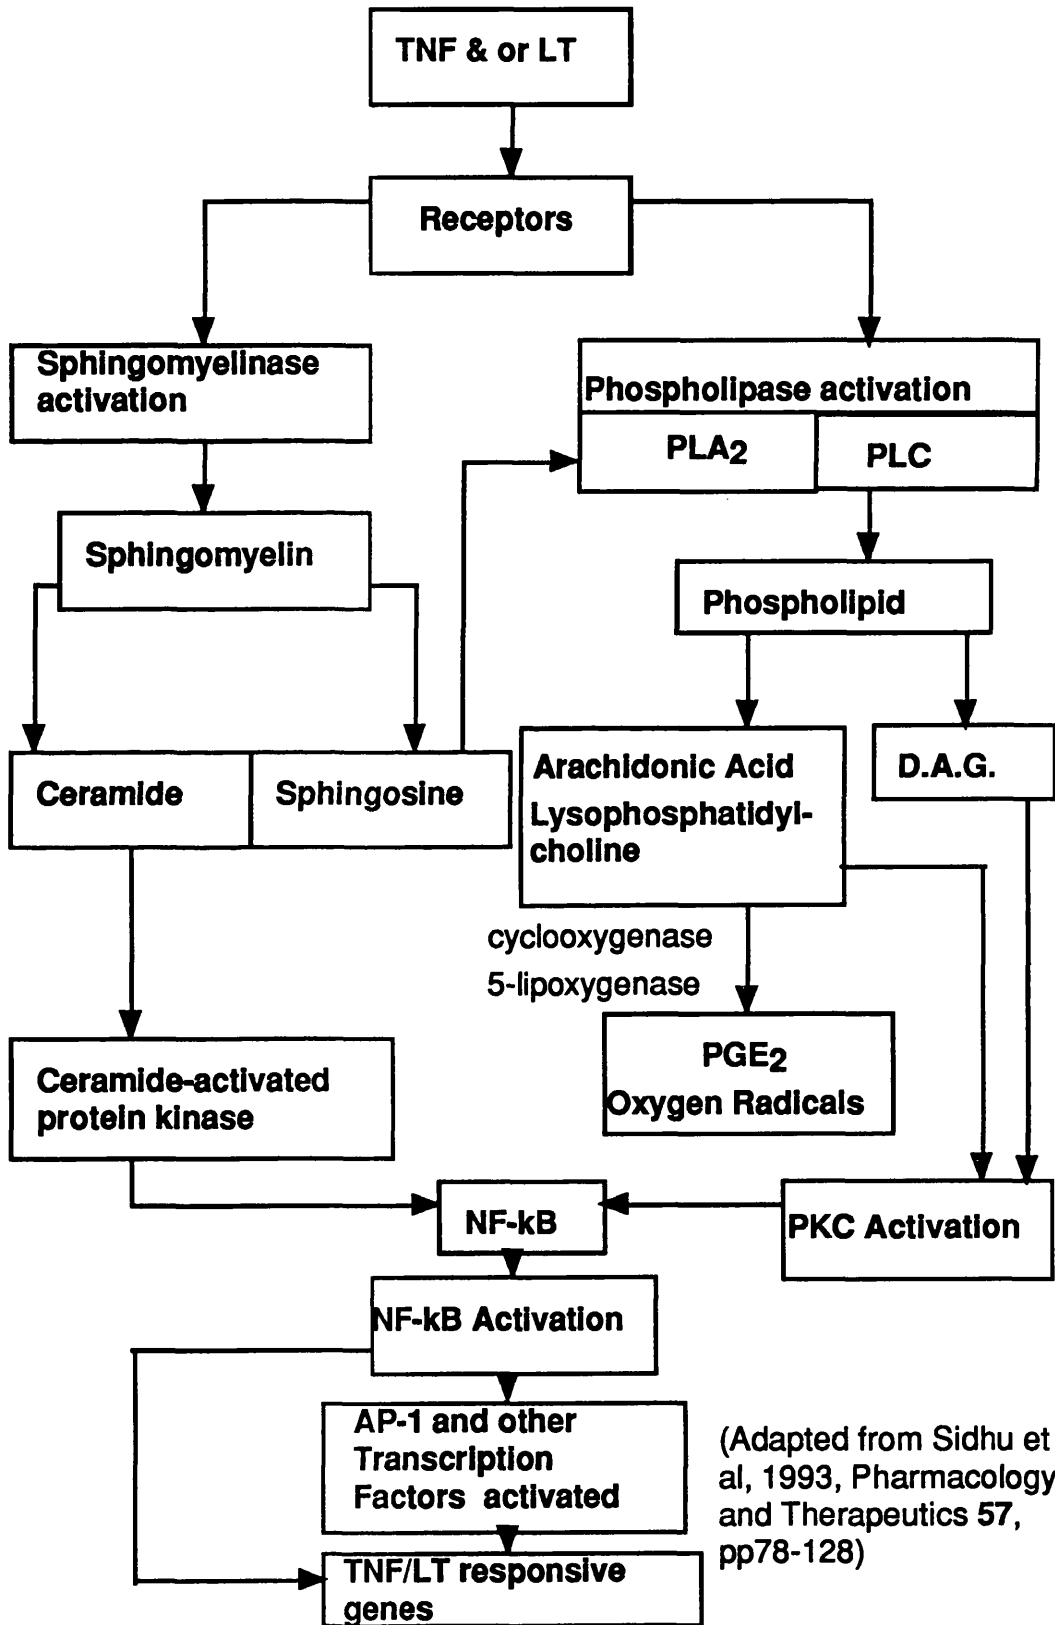 TNF & or LT
Receptors
Sphingomyelinase
activation
Phospholipase activation
PLA2
PLC
Sphingomyelin
Phospholipid
Ceramide
Sphingosine
Arachidonic Acid
Lysophosphatidyl-
choline
D.A.G.
cyclooxygenase
5-lipoxygenase
PGE2
Oxygen Radicals
Ceramide-activated
protein kinase
NF-kB
PKC Activation
NF-kB Activation
AP-1 and other
Transcription
Factors activated
TNF/LT responsive
genes
(Adapted from Sidhu et
al, 1993, Pharmacology
and Therapeutics 57,
pp78-128)